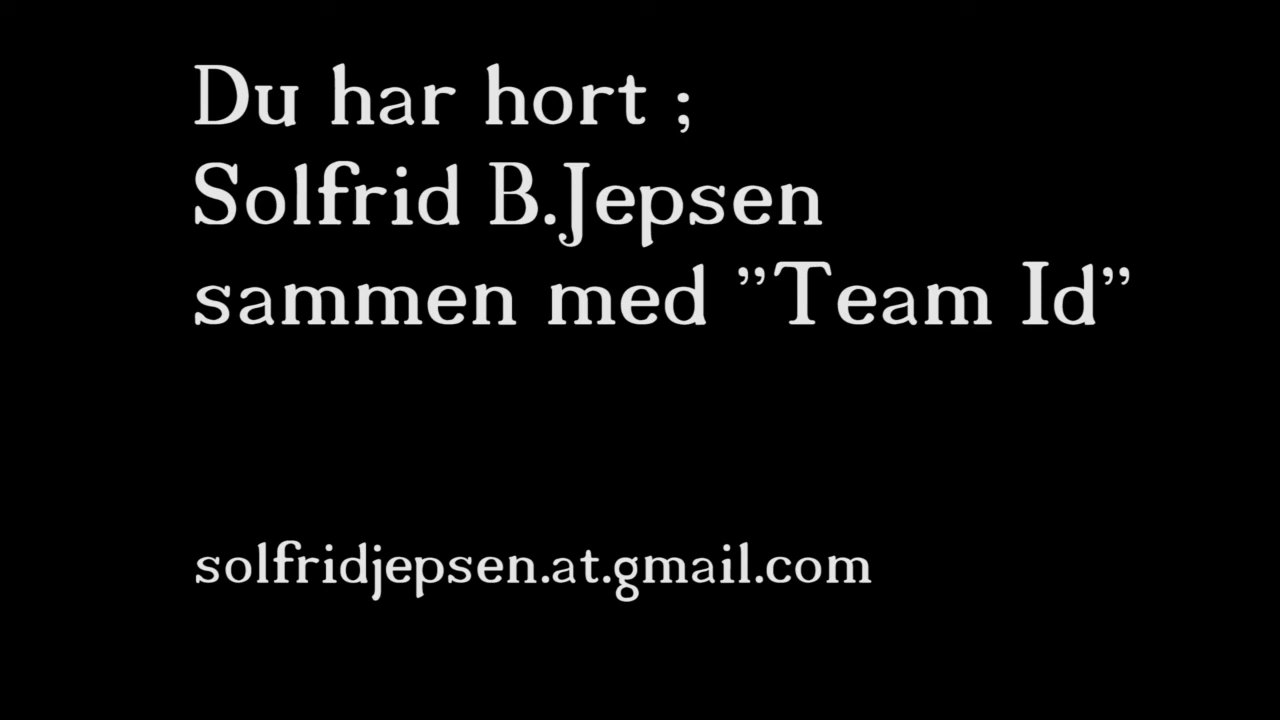 Du har hort ;
Solfrid B.Jepsen
sammen med ”Team Id”
solfridjepsen.at.gmail.com